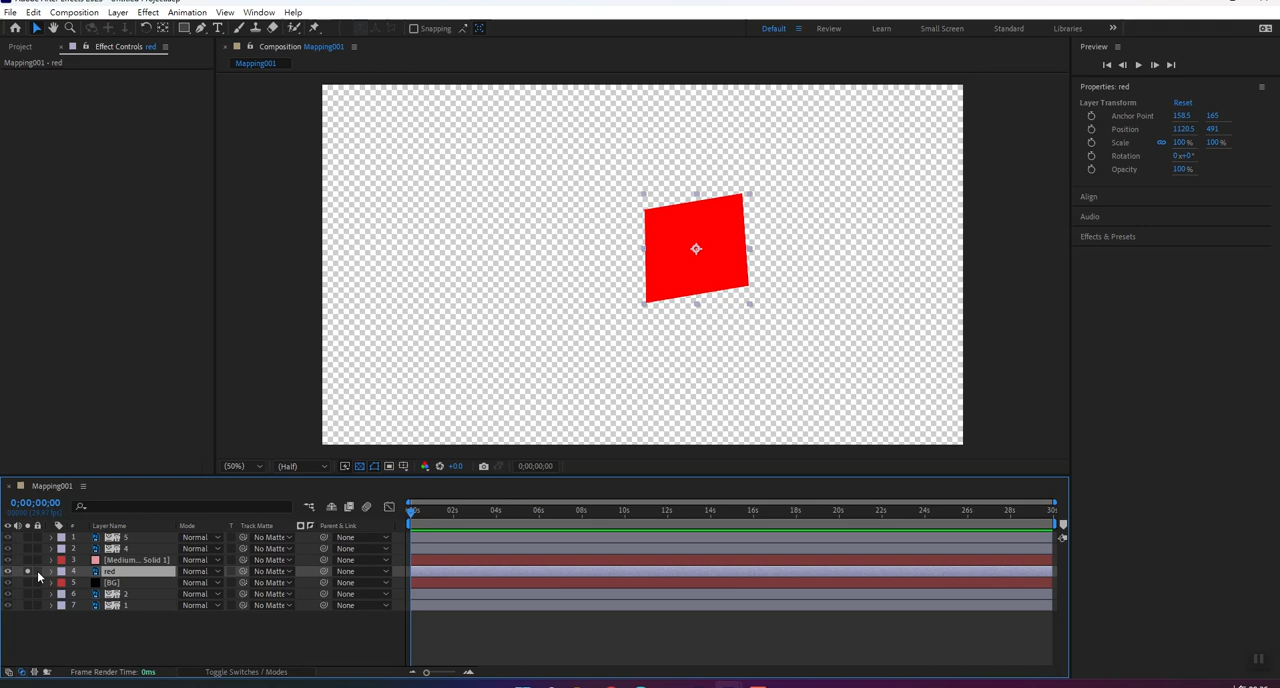 File Edit Composition Layer Effect Animation View Window Help
Snapping Default Review Learn Small Screen Standard Libraries
Project Effect Controls red Composition Mapping001 Preview
Mapping001 • red Mapping001
Properties: red
Layer Transform Reset
Anchor Point 158.5 165
Position 1120.5 491
Scale 100 % 100 %
Rotation 0 x+0 °
Opacity 100 %
Align
Audio
Effects & Presets
(50%) (Half) +0.0 0;00;00;00
Mapping001
0;00;00;00
02s 04s 06s 08s 10s 12s 14s 16s 18s 20s 22s 24s 26s 28s 30s
# Layer Name Mode T Track Matte Parent & Link
1 5 Normal No Matte None
2 4 Normal No Matte None
3 [Medium... Solid 1] Normal No Matte None
4 red Normal No Matte None
5 [BG] Normal No Matte None
6 2 Normal No Matte None
7 1 Normal No Matte None
Frame Render Time: 0ms Toggle Switches / Modes